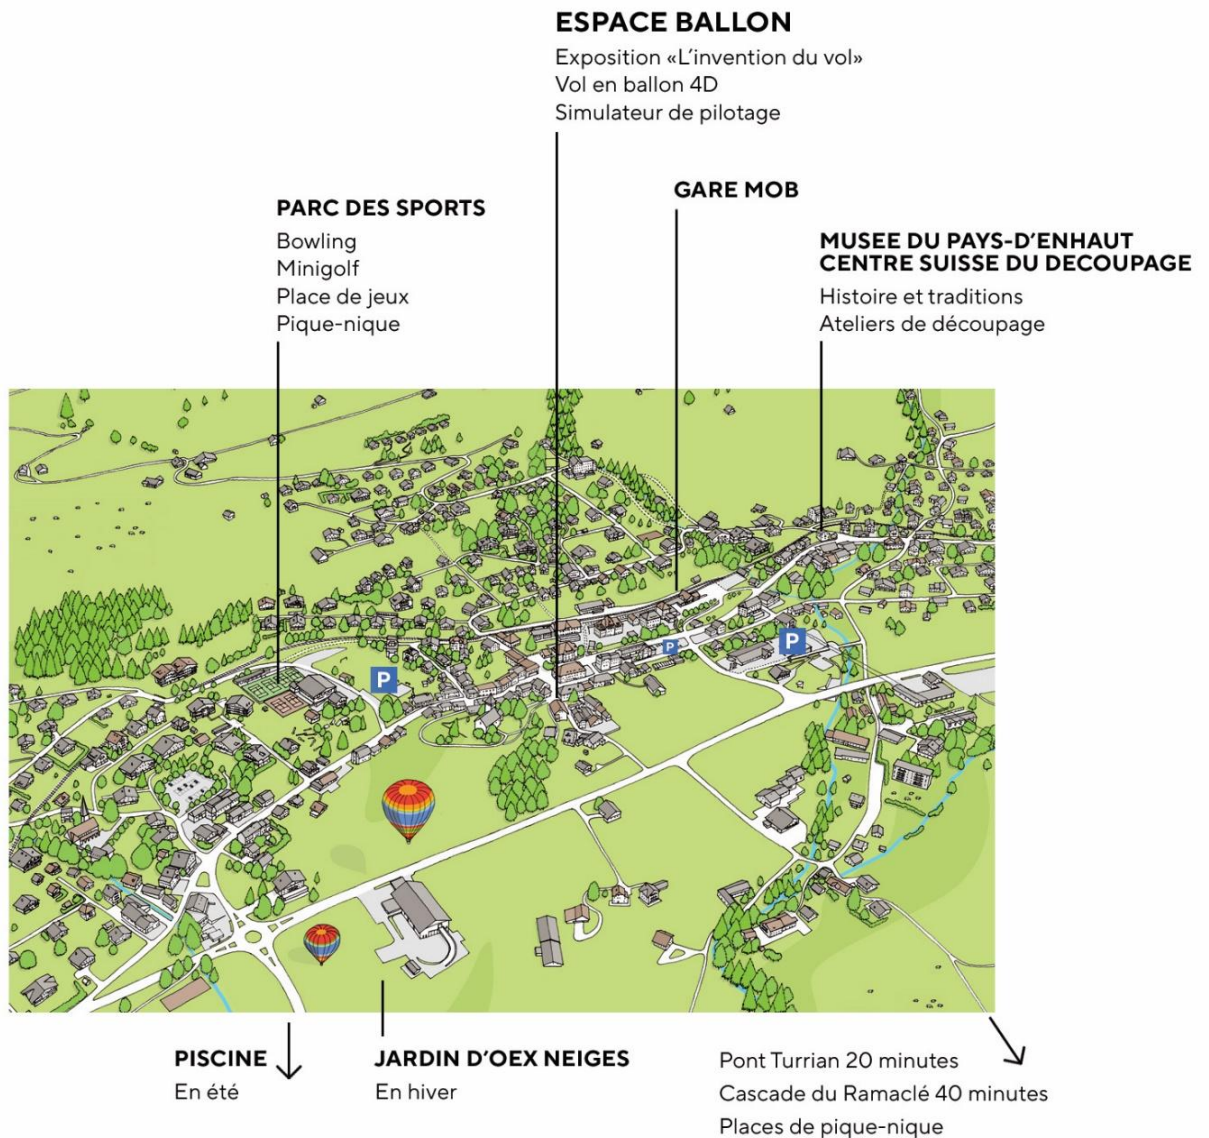 ESPACE BALLON
Exposition «L'invention du vol»
Vol en ballon 4D
Simulateur de pilotage
GARE MOB
PARC DES SPORTS
Bowling
Minigolf
Place de jeux
Pique-nique
MUSEE DU PAYS-D'ENHAUT
CENTRE SUISSE DU DECOUPAGE
Histoire et traditions
Ateliers de découpage
P
P
P
PISCINE
En été
JARDIN D'OEX NEIGES
En hiver
Pont Turrian 20 minutes
Cascade du Ramaclé 40 minutes
Places de pique-nique